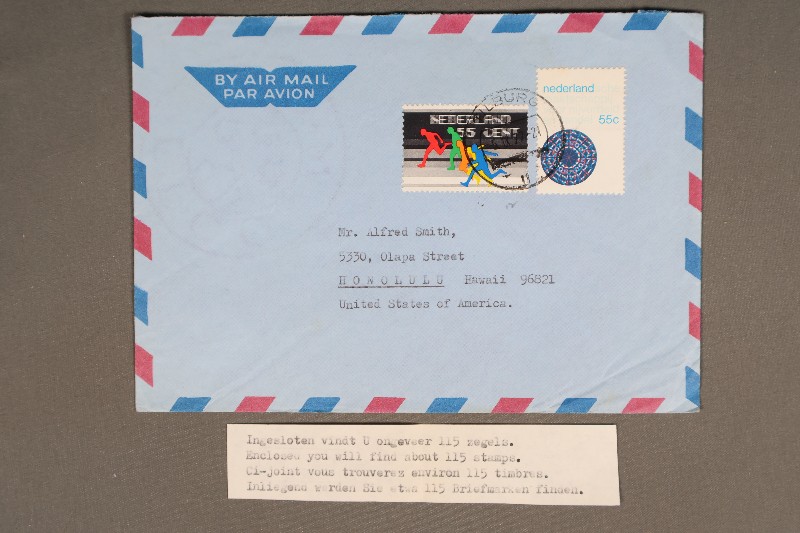 BY AIR MAIL
PAR AVION
NEDERLAND
55 CENT
nederland
55c
LBURG
Mr. Alfred Smith,
5330, Olapa Street
HONOLULU Hawaii 96821
United States of America.
Ingesloten vindt U ongeveer 115 zegels.
Enclosed you will find about 115 stamps.
Ci-joint vous trouverez environ 115 timbres.
Inliegend werden Sie etwa 115 Briefmarken finden.